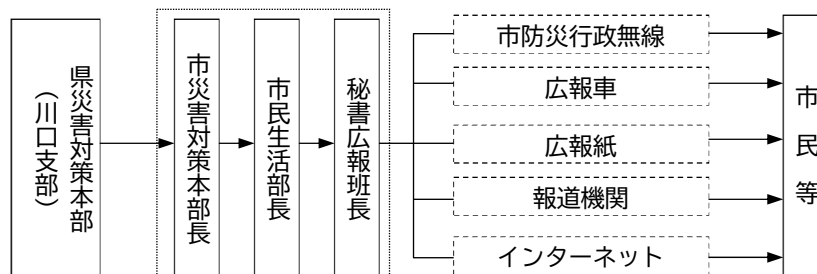 県災害対策本部
（川口支部）
市災害対策本部長
市民生活部長
秘書広報班長
市防災行政無線
広報車
広報紙
報道機関
インターネット
市民等